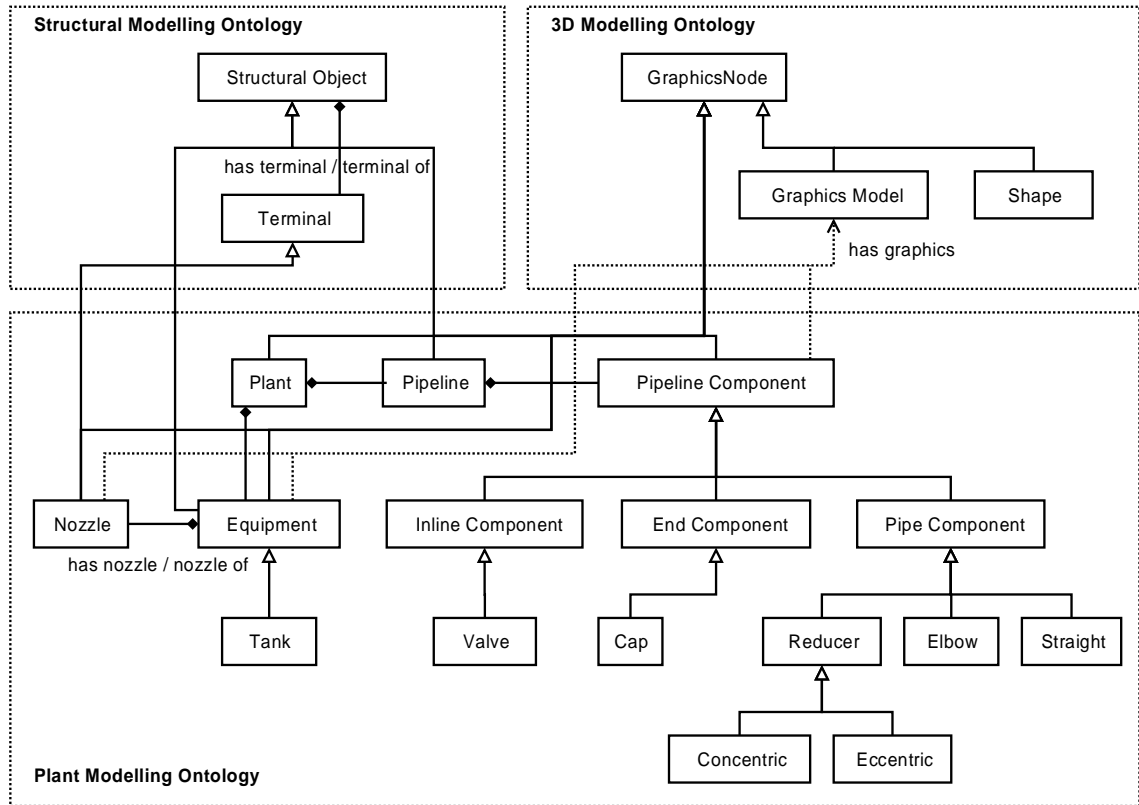 Structural Modelling Ontology
3D Modelling Ontology
Structural Object
GraphicsNode
has terminal / terminal of
Graphics Model
Shape
Terminal
has graphics
Plant
Pipeline
Pipeline Component
Nozzle
Equipment
Inline Component
End Component
Pipe Component
has nozzle / nozzle of
Tank
Valve
Cap
Reducer
Elbow
Straight
Concentric
Eccentric
Plant Modelling Ontology